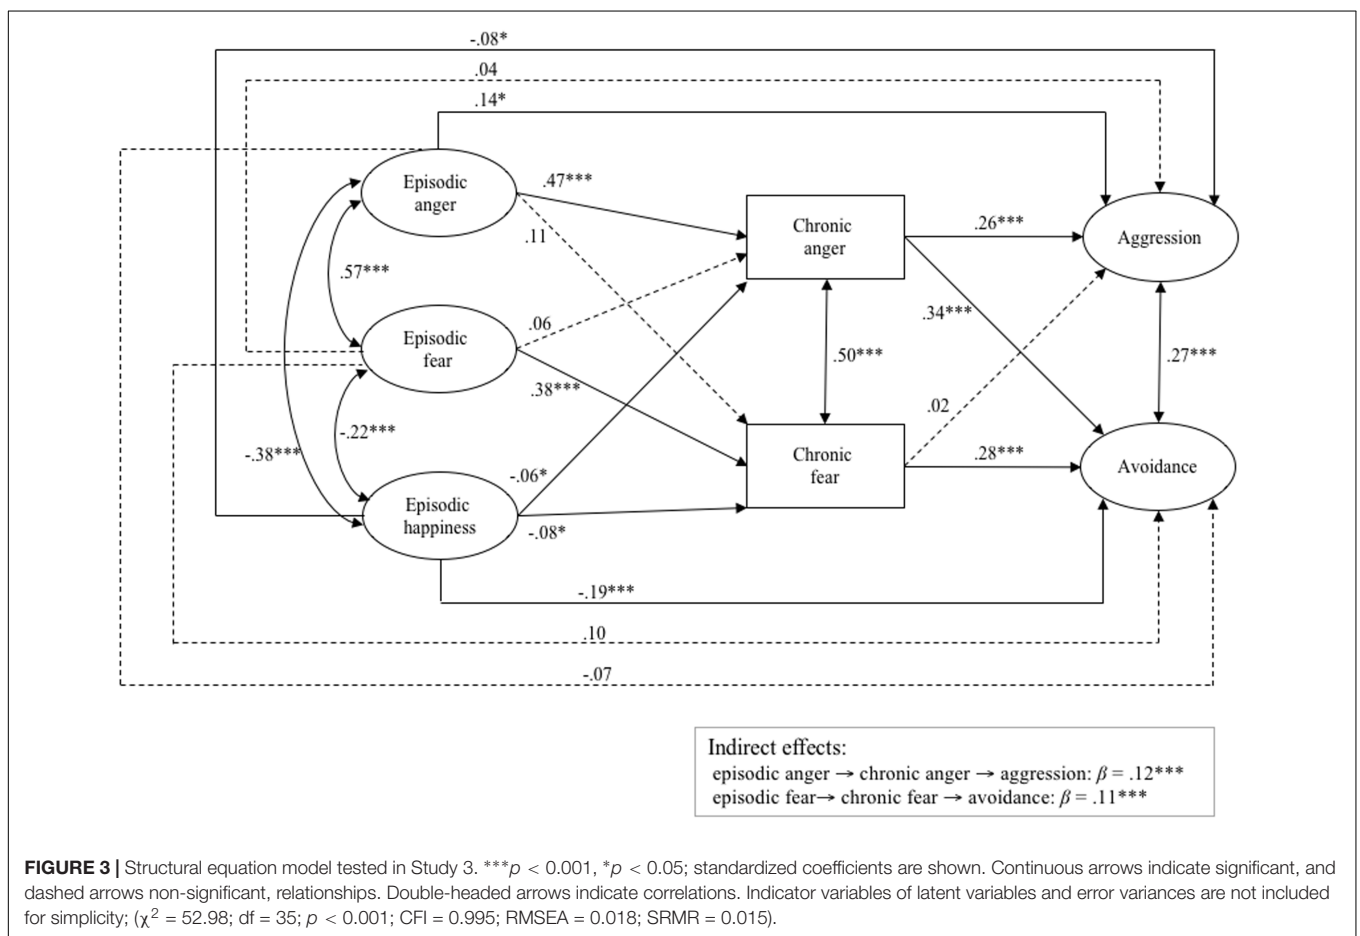 -.08*
.04
.14*
Episodic
anger
.47***
.11
Chronic
anger
.26***
Aggression
.57***
.34***
Episodic
fear
.06
.38***
.50***
.27***
.02
-.22***
-.38***
Chronic
fear
.28***
Avoidance
-.06*
Episodic
happiness
-.08*
-.19***
.10
-.07
Indirect effects:
episodic anger → chronic anger → aggression: β = .12***
episodic fear→ chronic fear → avoidance: β = .11***
FIGURE 3 | Structural equation model tested in Study 3. ***p < 0.001, *p < 0.05; standardized coefficients are shown. Continuous arrows indicate significant, and
dashed arrows non-significant, relationships. Double-headed arrows indicate correlations. Indicator variables of latent variables and error variances are not included
for simplicity; (χ² = 52.98; df = 35; p < 0.001; CFI = 0.995; RMSEA = 0.018; SRMR = 0.015).